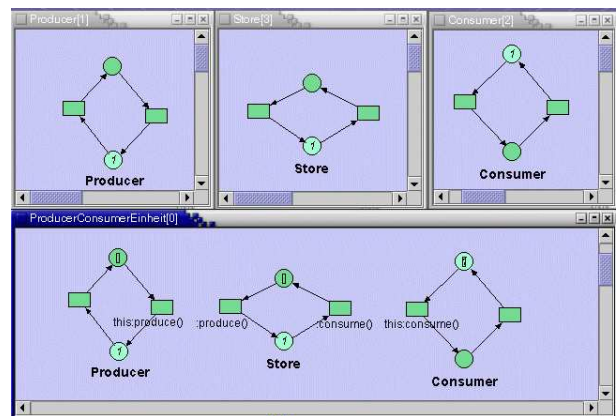 Producer[1]
Store[3]
Consumer[2]
1
1
1
Producer
Store
Consumer
ProducerConsumerEinheit[0]
this:produce()
:produce()
:consume()
this:consume()
1
1
Producer
Store
Consumer